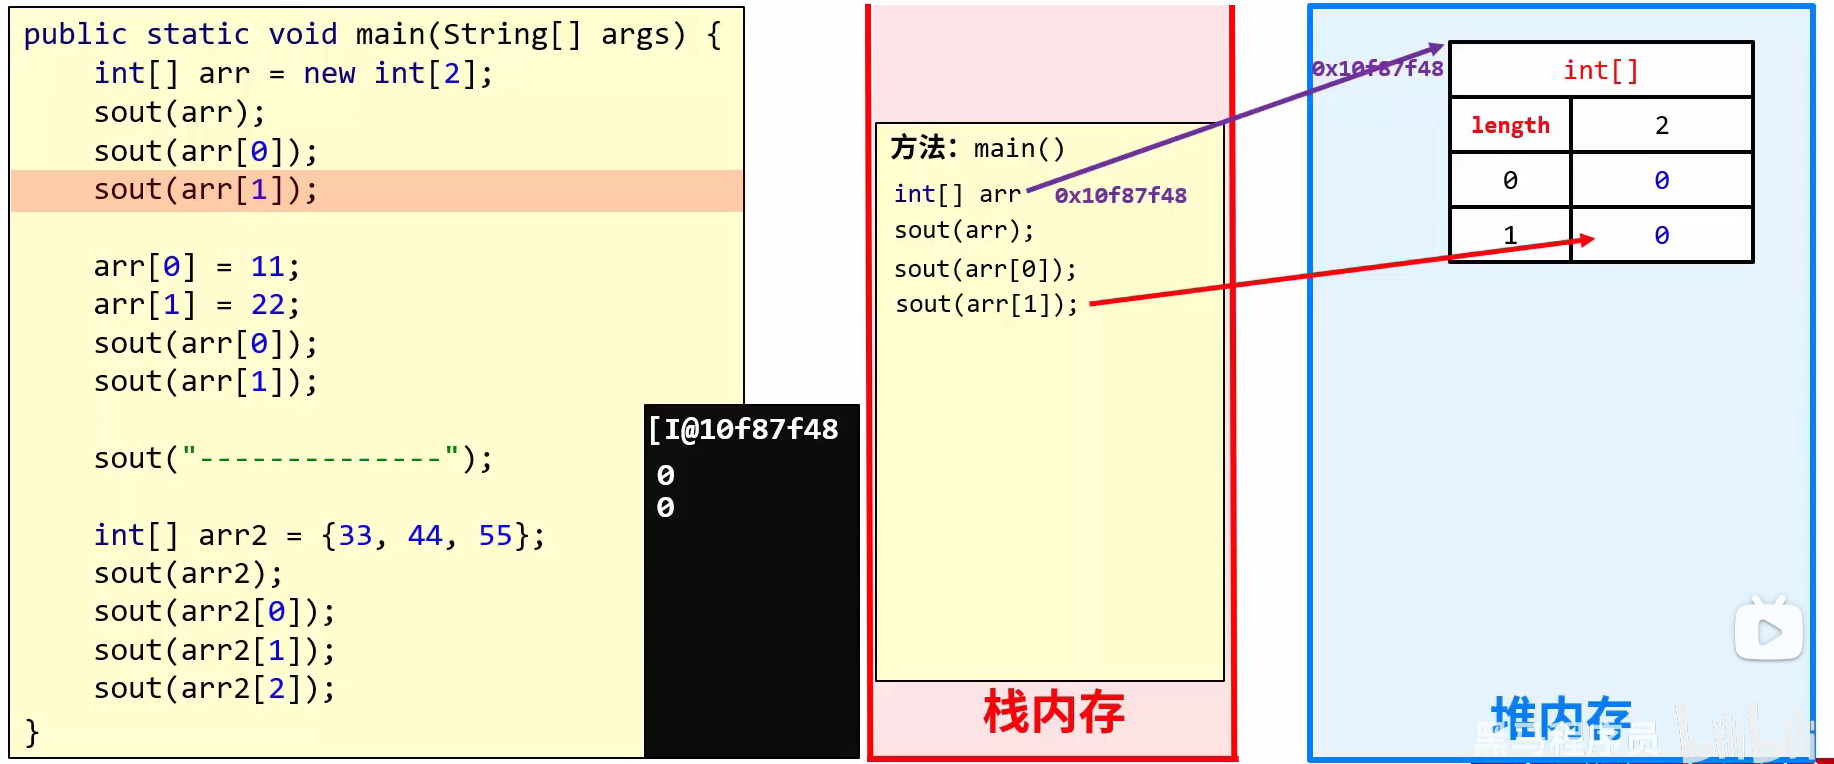 public static void main(String[] args) {
int[] arr = new int[2];
sout(arr);
sout(arr[0]);
sout(arr[1]);
arr[0] = 11;
arr[1] = 22;
sout(arr[0]);
sout(arr[1]);
sout("--------------");
int[] arr2 = {33, 44, 55};
sout(arr2);
sout(arr2[0]);
sout(arr2[1]);
sout(arr2[2]);
}
[I@10f87f48
0
0
方法：main()
int[] arr 0x10f87f48
sout(arr);
sout(arr[0]);
sout(arr[1]);
栈内存
0x10f87f48
int[]
length 2
0 0
1 0
堆内存
黑马程序员 bilibili